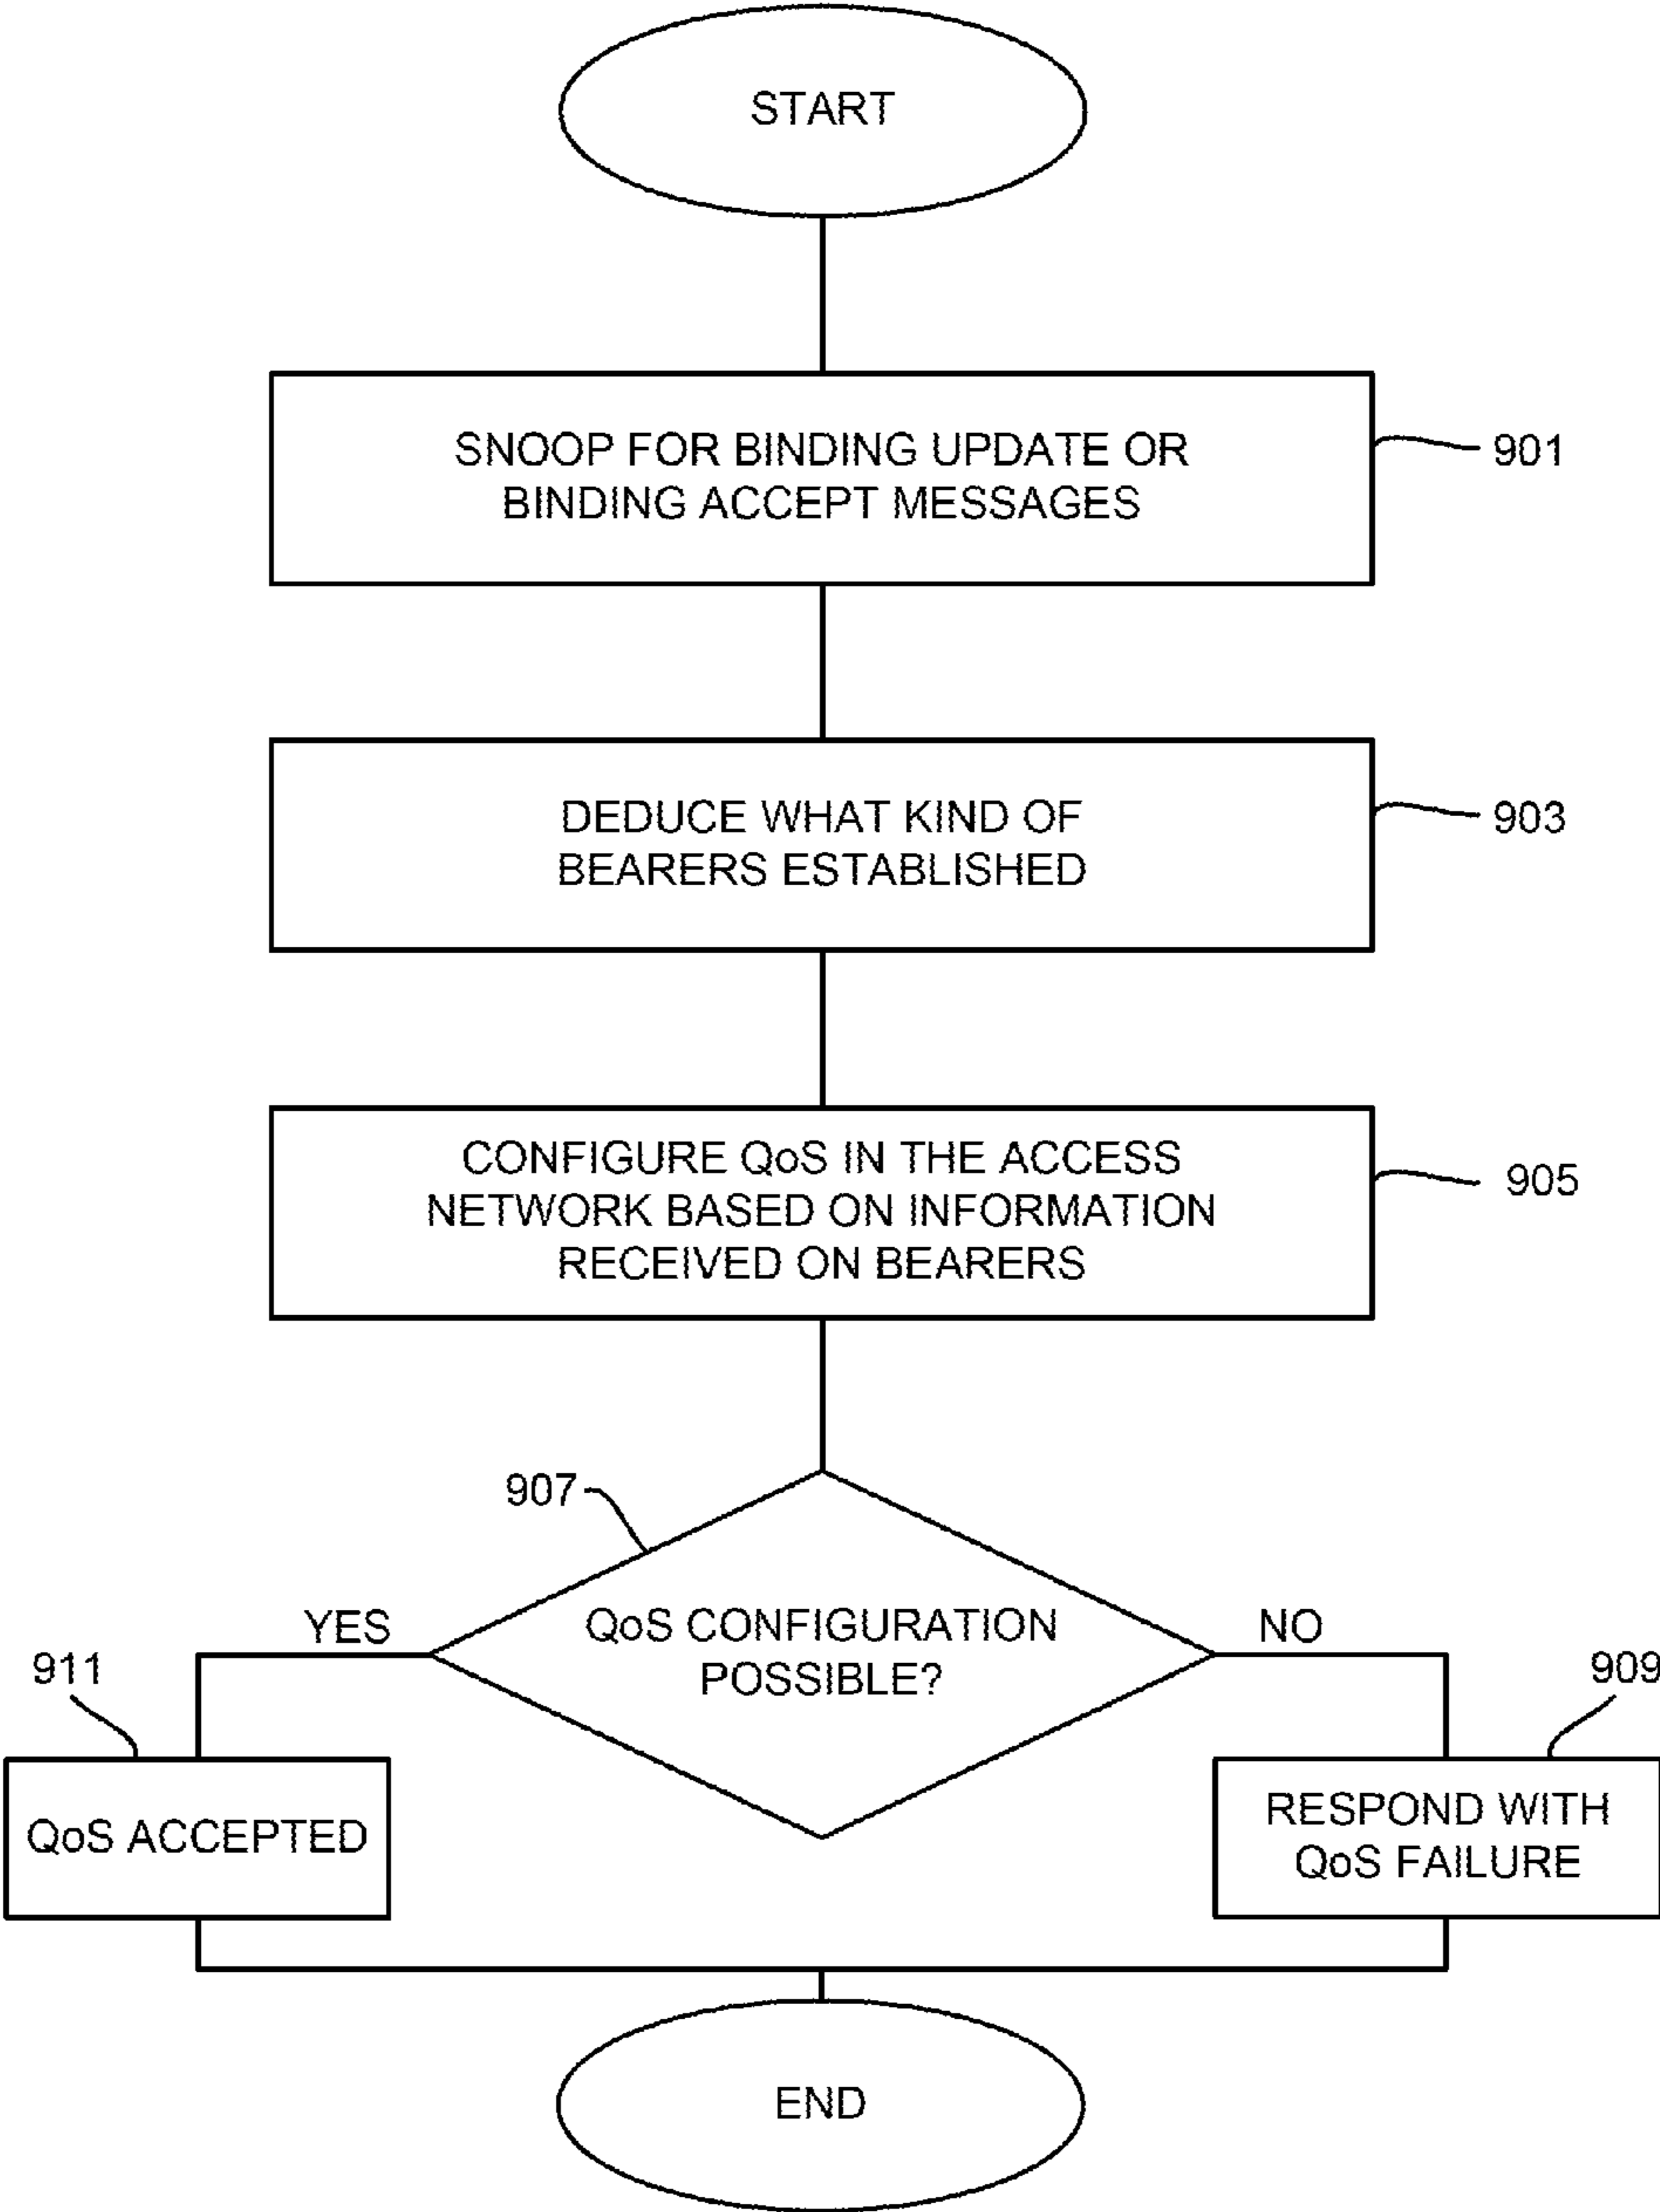 START
SNOOP FOR BINDING UPDATE OR
BINDING ACCEPT MESSAGES
901
DEDUCE WHAT KIND OF
BEARERS ESTABLISHED
903
CONFIGURE QoS IN THE ACCESS
NETWORK BASED ON INFORMATION
RECEIVED ON BEARERS
905
907
QoS CONFIGURATION
POSSIBLE?
YES
NO
911
909
QoS ACCEPTED
RESPOND WITH
QoS FAILURE
END